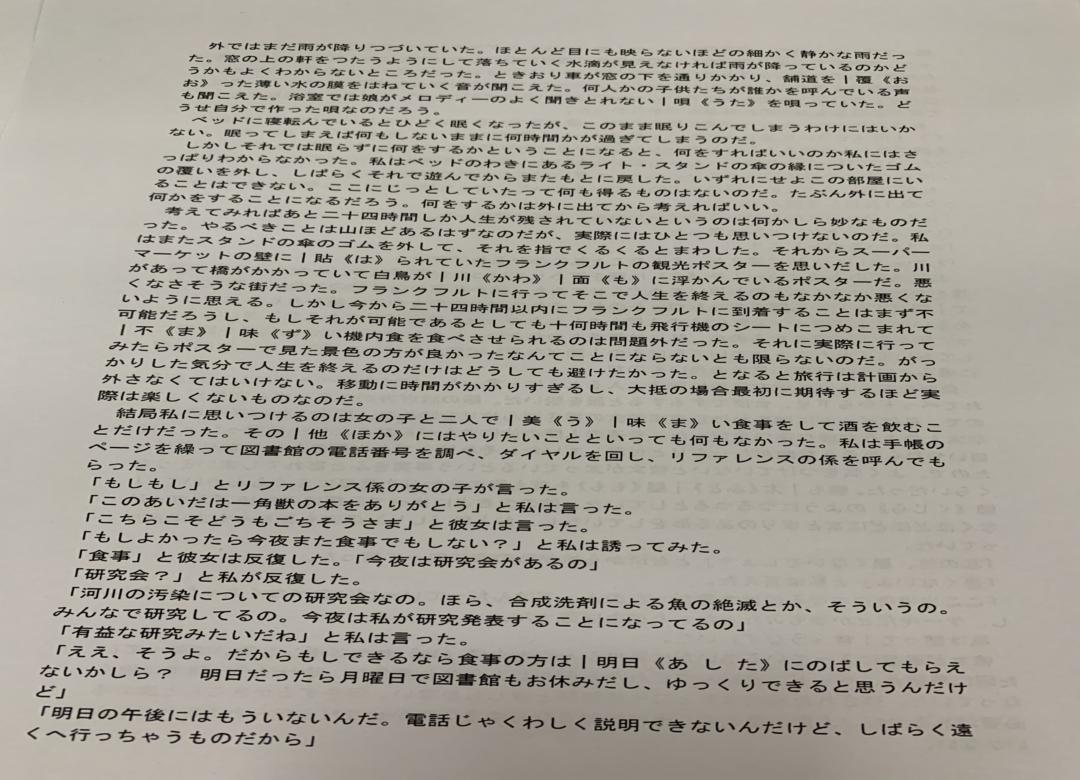 外ではまだ雨が降りつづいていた。ほとんど目にも映らないほどの細かく静かな雨だっ
た。窓の上の軒をつたうようにして落ちていく水滴が見えなければ雨が降っているのかど
うかもよくわからないところだった。ときおり車が窓の下を通りかかり、舗道を|覆《お
お》った薄い水の膜をはねていく音が聞こえた。何人かの子供たちが誰かを呼んでいる声
も聞こえた。浴室では娘がメロディーのよく聞きとれない|唄《うた》を唄っていた。ど
うせ自分で作った唄なのだろう。
ベッドに寝転んでいるとひどく眠くなったが、このまま眠りこんでしまうわけにはいか
ない。眠ってしまえば何もしないままに何時間かが過ぎてしまうのだ。
しかしそれでは眠らずに何をするかということになると、何をすればいいのか私にはさ
っぱりわからなかった。私はベッドのわきにあるライト・スタンドの傘の縁についたゴム
の覆いを外し、しばらくそれで遊んでからまたもとに戻した。いずれにせよこの部屋にい
ることはできない。ここにじっとしていたって何も得るものはないのだ。たぶん外に出て
何かをすることになるだろう。何をするかは外に出てから考えればいい。
考えてみればあと二十四時間しか人生が残されていないというのは何かしら妙なものだ
った。やるべきことは山ほどあるはずなのだが、実際にはひとつも思いつけないのだ。私
はまたスタンドの傘のゴムを外して、それを指でくるくるとまわした。それからスーパー
マーケットの壁に|貼《は》られていたフランクフルトの観光ポスターを思いだした。川
があって橋がかかっていて白鳥が|川《かわ》|面《も》に浮かんでいるポスターだ。悪
くなさそうな街だった。フランクフルトに行ってそこで人生を終えるのもなかなか悪くな
いように思える。しかし今から二十四時間以内にフランクフルトに到着することはまず不
可能だろうし、もしそれが可能であるとしても十何時間も飛行機のシートにつめこまれて
|不《ま》|味《ず》い機内食を食べさせられるのは問題外だった。それに実際に行って
みたらポスターで見た景色の方が良かったなんてことにならないとも限らないのだ。がっ
かりした気分で人生を終えるのだけはどうしても避けたかった。となると旅行は計画から
外さなくてはいけない。移動に時間がかかりすぎるし、大抵の場合最初に期待するほど実
際は楽しくないものなのだ。
結局私に思いつけるのは女の子と二人で|美《う》|味《ま》い食事をして酒を飲むこ
とだけだった。その|他《ほか》にはやりたいことといっても何もなかった。私は手帳の
ページを繰って図書館の電話番号を調べ、ダイヤルを回し、リファレンスの係を呼んでも
らった。
「もしもし」とリファレンス係の女の子が言った。
「このあいだは一角獣の本をありがとう」と私は言った。
「こちらこそどうもごちそうさま」と彼女は言った。
「もしよかったら今夜また食事でもしない?」と私は誘ってみた。
「食事」と彼女は反復した。「今夜は研究会があるの」
「研究会?」と私が反復した。
「河川の汚染についての研究会なの。ほら、合成洗剤による魚の絶滅とか、そういうの。
みんなで研究してるの。今夜は私が研究発表することになってるの」
「有益な研究みたいだね」と私は言った。
「ええ、そうよ。だからもしできるなら食事の方は|明日《あ し た》にのばしてもらえ
ないかしら? 明日だったら月曜日で図書館もお休みだし、ゆっくりできると思うんだけ
ど」
「明日の午後にはもういないんだ。電話じゃくわしく説明できないんだけど、しばらく遠
くへ行っちゃうものだから」